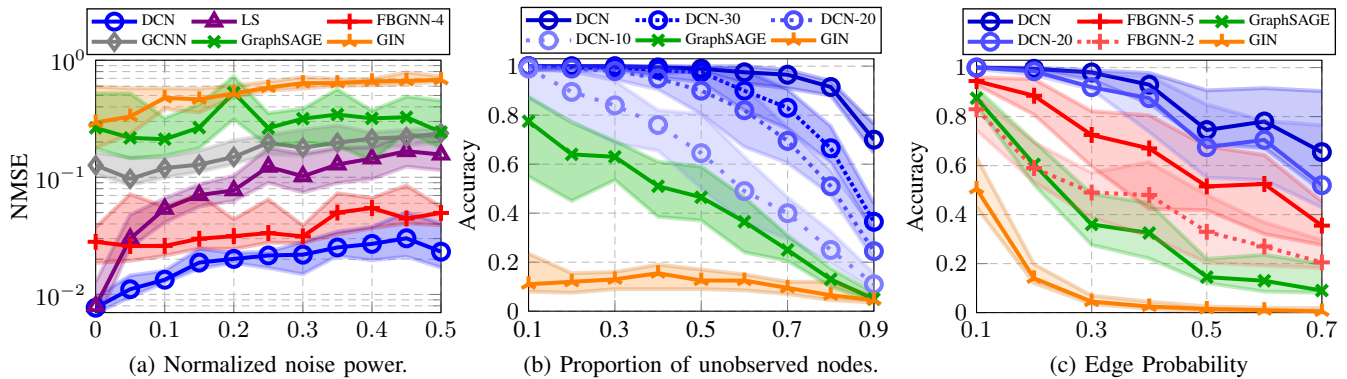 DCN LS FBGNN-4
GCNN GraphSAGE GIN
NMSE
10^0
10^{-1}
10^{-2}
0 0.1 0.2 0.3 0.4 0.5
(a) Normalized noise power.
DCN DCN-30 DCN-20
DCN-10 GraphSAGE GIN
Accuracy
1
0.8
0.6
0.4
0.2
0
0.1 0.3 0.5 0.7 0.9
(b) Proportion of unobserved nodes.
DCN FBGNN-5 GraphSAGE
DCN-20 FBGNN-2 GIN
Accuracy
1
0.8
0.6
0.4
0.2
0
0.1 0.3 0.5 0.7
(c) Edge Probability